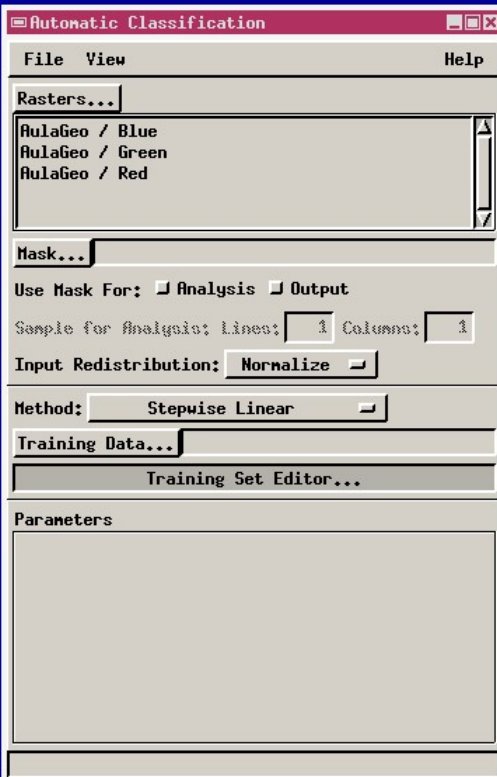 Automatic Classification
File View Help
Rasters...
AulaGeo / Blue
AulaGeo / Green
AulaGeo / Red
Mask...
Use Mask For: Analysis Output
Sample for Analysis: Lines: 1 Columns: 1
Input Redistribution: Normalize
Method: Stepwise Linear
Training Data...
Training Set Editor...
Parameters